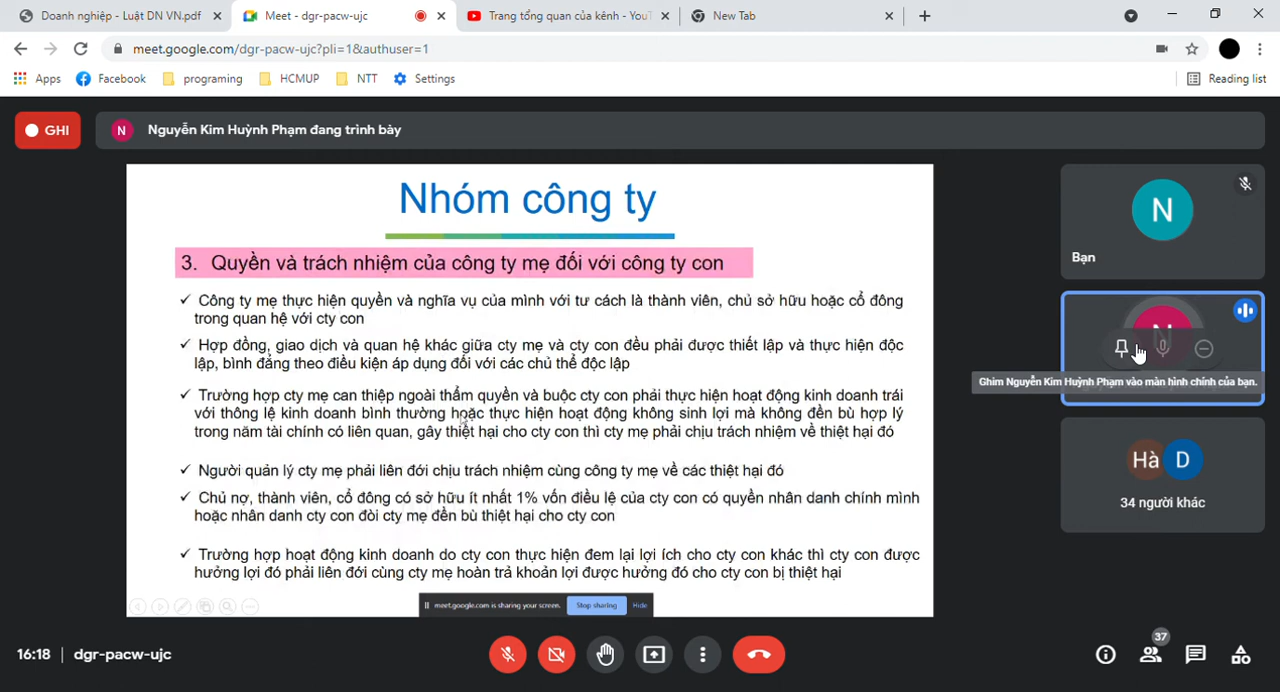 Doanh nghiệp - Luật DN VN.pdf
Meet - dgr-pacw-ujc
Trang tổng quan của kênh - You
New Tab
meet.google.com/dgr-pacw-ujc?pli=1&authuser=1
Apps
Facebook
programing
HCMUP
NTT
Settings
Reading list
GHI
N
Nguyễn Kim Huỳnh Phạm đang trình bày
Nhóm công ty
3. Quyền và trách nhiệm của công ty mẹ đối với công ty con
✓ Công ty mẹ thực hiện quyền và nghĩa vụ của mình với tư cách là thành viên, chủ sở hữu hoặc cổ đông
trong quan hệ với cty con
✓ Hợp đồng, giao dịch và quan hệ khác giữa cty mẹ và cty con đều phải được thiết lập và thực hiện độc
lập, bình đẳng theo điều kiện áp dụng đối với các chủ thể độc lập
✓ Trường hợp cty mẹ can thiệp ngoài thẩm quyền và buộc cty con phải thực hiện hoạt động kinh doanh trái
với thông lệ kinh doanh bình thường hoặc thực hiện hoạt động không sinh lợi mà không đền bù hợp lý
trong năm tài chính có liên quan, gây thiệt hại cho cty con thì cty mẹ phải chịu trách nhiệm về thiệt hại đó
✓ Người quản lý cty mẹ phải liên đới chịu trách nhiệm cùng công ty mẹ về các thiệt hại đó
✓ Chủ nợ, thành viên, cổ đông có sở hữu ít nhất 1% vốn điều lệ của cty con có quyền nhân danh chính mình
hoặc nhân danh cty con đòi cty mẹ đền bù thiệt hại cho cty con
✓ Trường hợp hoạt động kinh doanh do cty con thực hiện đem lại lợi ích cho cty con khác thì cty con được
hưởng lợi đó phải liên đới cùng cty mẹ hoàn trả khoản lợi được hưởng đó cho cty con bị thiệt hại
meet.google.com is sharing your screen.
Stop sharing
Hide
N
Bạn
N
Ghim Nguyễn Kim Huỳnh Phạm vào màn hình chính của bạn.
Hà
D
34 người khác
16:18 | dgr-pacw-ujc
37